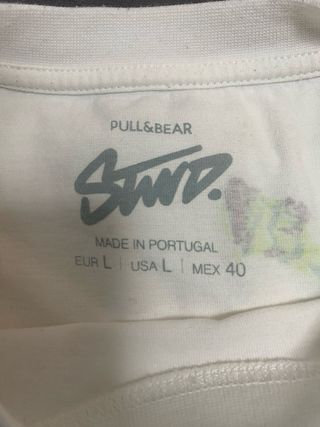 PULL&BEAR
STWD.
MADE IN PORTUGAL
EUR L | USA L | MEX 40